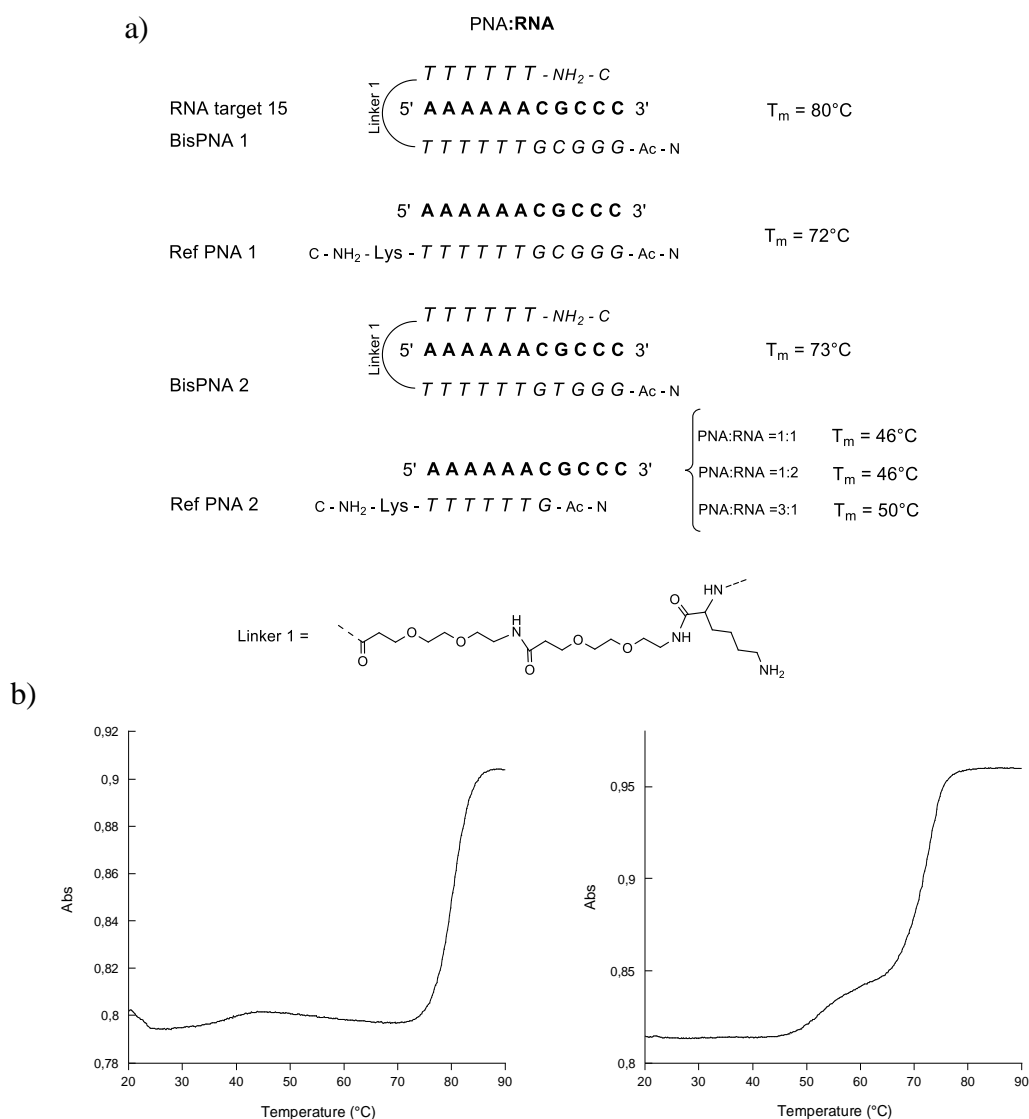 a)
PNA:RNA
T T T T T T - NH2 - C
Linker 1
RNA target 15
5' A A A A A A C G C C C 3'
Tm = 80°C
BisPNA 1
T T T T T T G C G G G - Ac - N
5' A A A A A A C G C C C 3'
Tm = 72°C
Ref PNA 1
C - NH2 - Lys - T T T T T T G C G G G - Ac - N
T T T T T T - NH2 - C
Linker 1
5' A A A A A A C G C C C 3'
Tm = 73°C
BisPNA 2
T T T T T T G T G G G - Ac - N
PNA:RNA =1:1 Tm = 46°C
5' A A A A A A C G C C C 3'
PNA:RNA =1:2 Tm = 46°C
Ref PNA 2
C - NH2 - Lys - T T T T T T G - Ac - N
PNA:RNA =3:1 Tm = 50°C
Linker 1 =
O
O
O
H
N
O
O
O
N
H
O
HN
NH2
b)
0,92
0,9
0,88
0,86
0,84
0,82
0,8
0,78
Abs
20 30 40 50 60 70 80 90
Temperature (°C)
0,95
0,9
0,85
0,8
Abs
20 30 40 50 60 70 80 90
Temperature (°C)